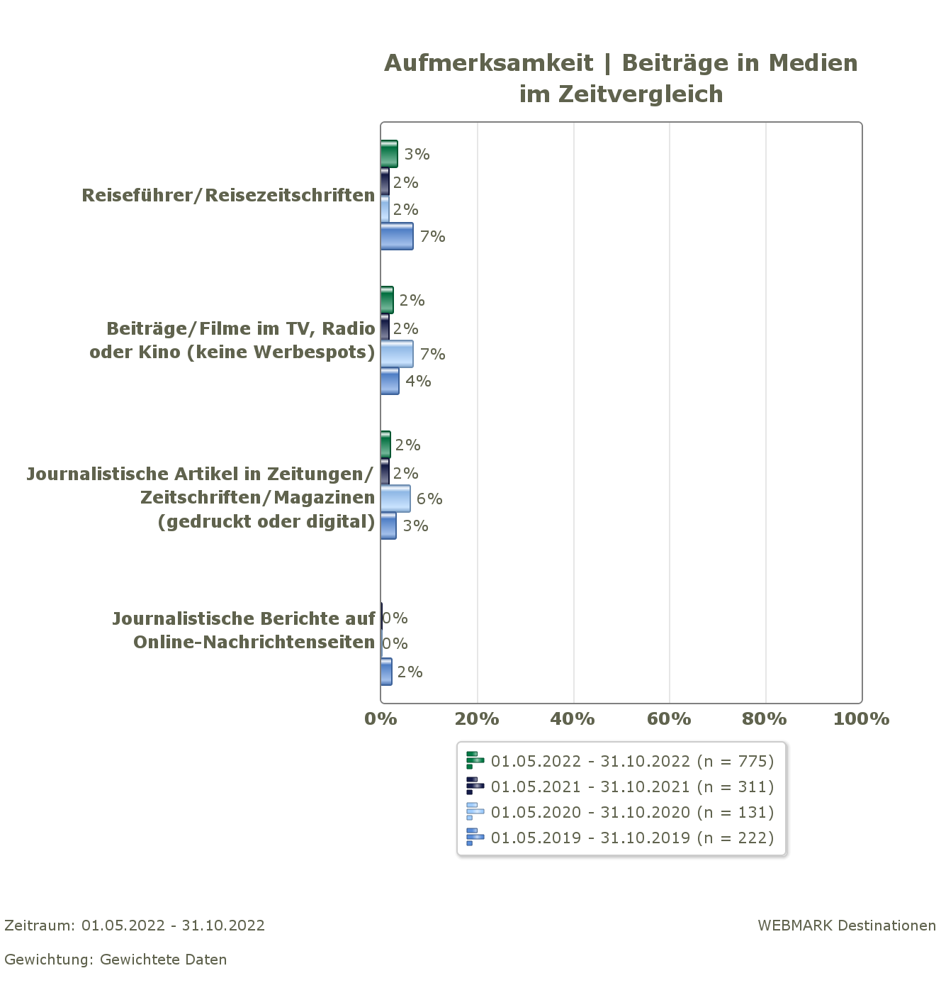 Aufmerksamkeit | Beiträge in Medien
im Zeitvergleich
Reiseführer/Reisezeitschriften
3%
2%
2%
7%
Beiträge/Filme im TV, Radio
oder Kino (keine Werbespots)
2%
2%
7%
4%
Journalistische Artikel in Zeitungen/
Zeitschriften/Magazinen
(gedruckt oder digital)
2%
2%
6%
3%
Journalistische Berichte auf
Online-Nachrichtenseiten
0%
0%
2%
0% 20% 40% 60% 80% 100%
01.05.2022 - 31.10.2022 (n = 775)
01.05.2021 - 31.10.2021 (n = 311)
01.05.2020 - 31.10.2020 (n = 131)
01.05.2019 - 31.10.2019 (n = 222)
Zeitraum: 01.05.2022 - 31.10.2022
WEBMARK Destinationen
Gewichtung: Gewichtete Daten